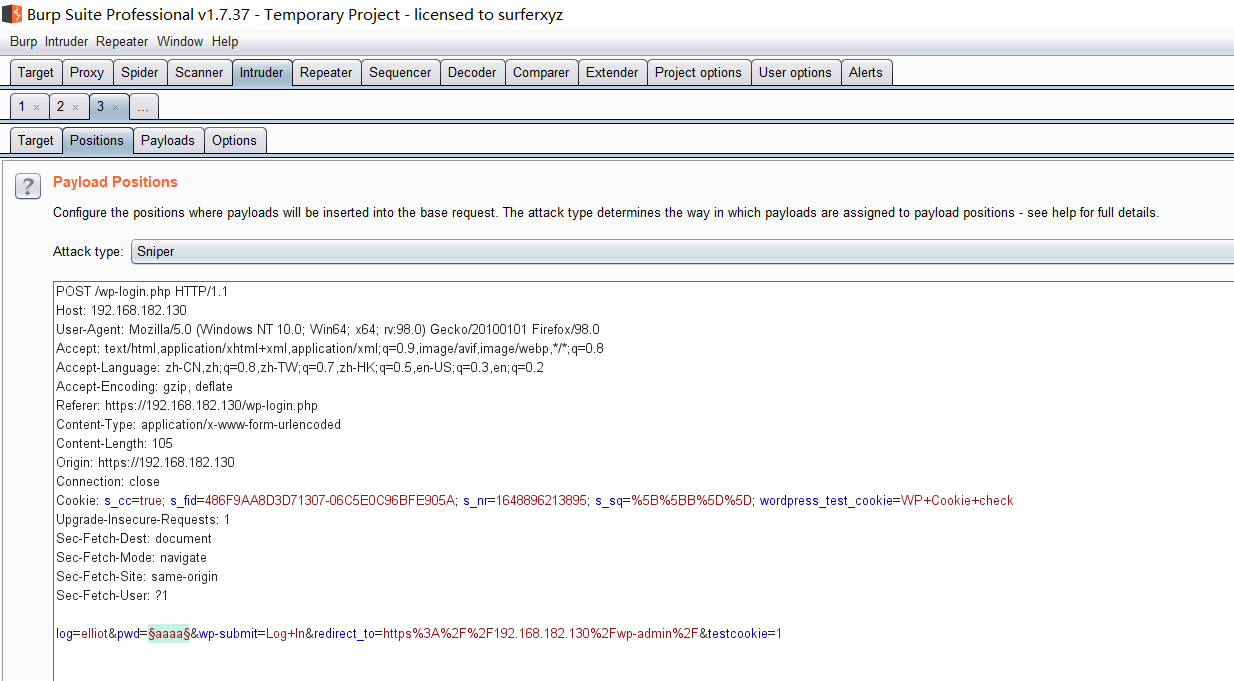 Burp Suite Professional v1.7.37 - Temporary Project - licensed to surferxyz
Burp Intruder Repeater Window Help
Target Proxy Spider Scanner Intruder Repeater Sequencer Decoder Comparer Extender Project options User options Alerts
1 × 2 × 3 × ...
Target Positions Payloads Options
? Payload Positions
Configure the positions where payloads will be inserted into the base request. The attack type determines the way in which payloads are assigned to payload positions - see help for full details.
Attack type: Sniper
POST /wp-login.php HTTP/1.1
Host: 192.168.182.130
User-Agent: Mozilla/5.0 (Windows NT 10.0; Win64; x64; rv:98.0) Gecko/20100101 Firefox/98.0
Accept: text/html,application/xhtml+xml,application/xml;q=0.9,image/avif,image/webp,*/*;q=0.8
Accept-Language: zh-CN,zh;q=0.8,zh-TW;q=0.7,zh-HK;q=0.5,en-US;q=0.3,en;q=0.2
Accept-Encoding: gzip, deflate
Referer: https://192.168.182.130/wp-login.php
Content-Type: application/x-www-form-urlencoded
Content-Length: 105
Origin: https://192.168.182.130
Connection: close
Cookie: s_cc=true; s_fid=486F9AA8D3D71307-06C5E0C96BFE905A; s_nr=1648896213895; s_sq=%5B%5BB%5D%5D; wordpress_test_cookie=WP+Cookie+check
Upgrade-Insecure-Requests: 1
Sec-Fetch-Dest: document
Sec-Fetch-Mode: navigate
Sec-Fetch-Site: same-origin
Sec-Fetch-User: ?1
log=elliot&pwd=§aaaa§&wp-submit=Log+In&redirect_to=https%3A%2F%2F192.168.182.130%2Fwp-admin%2F&testcookie=1